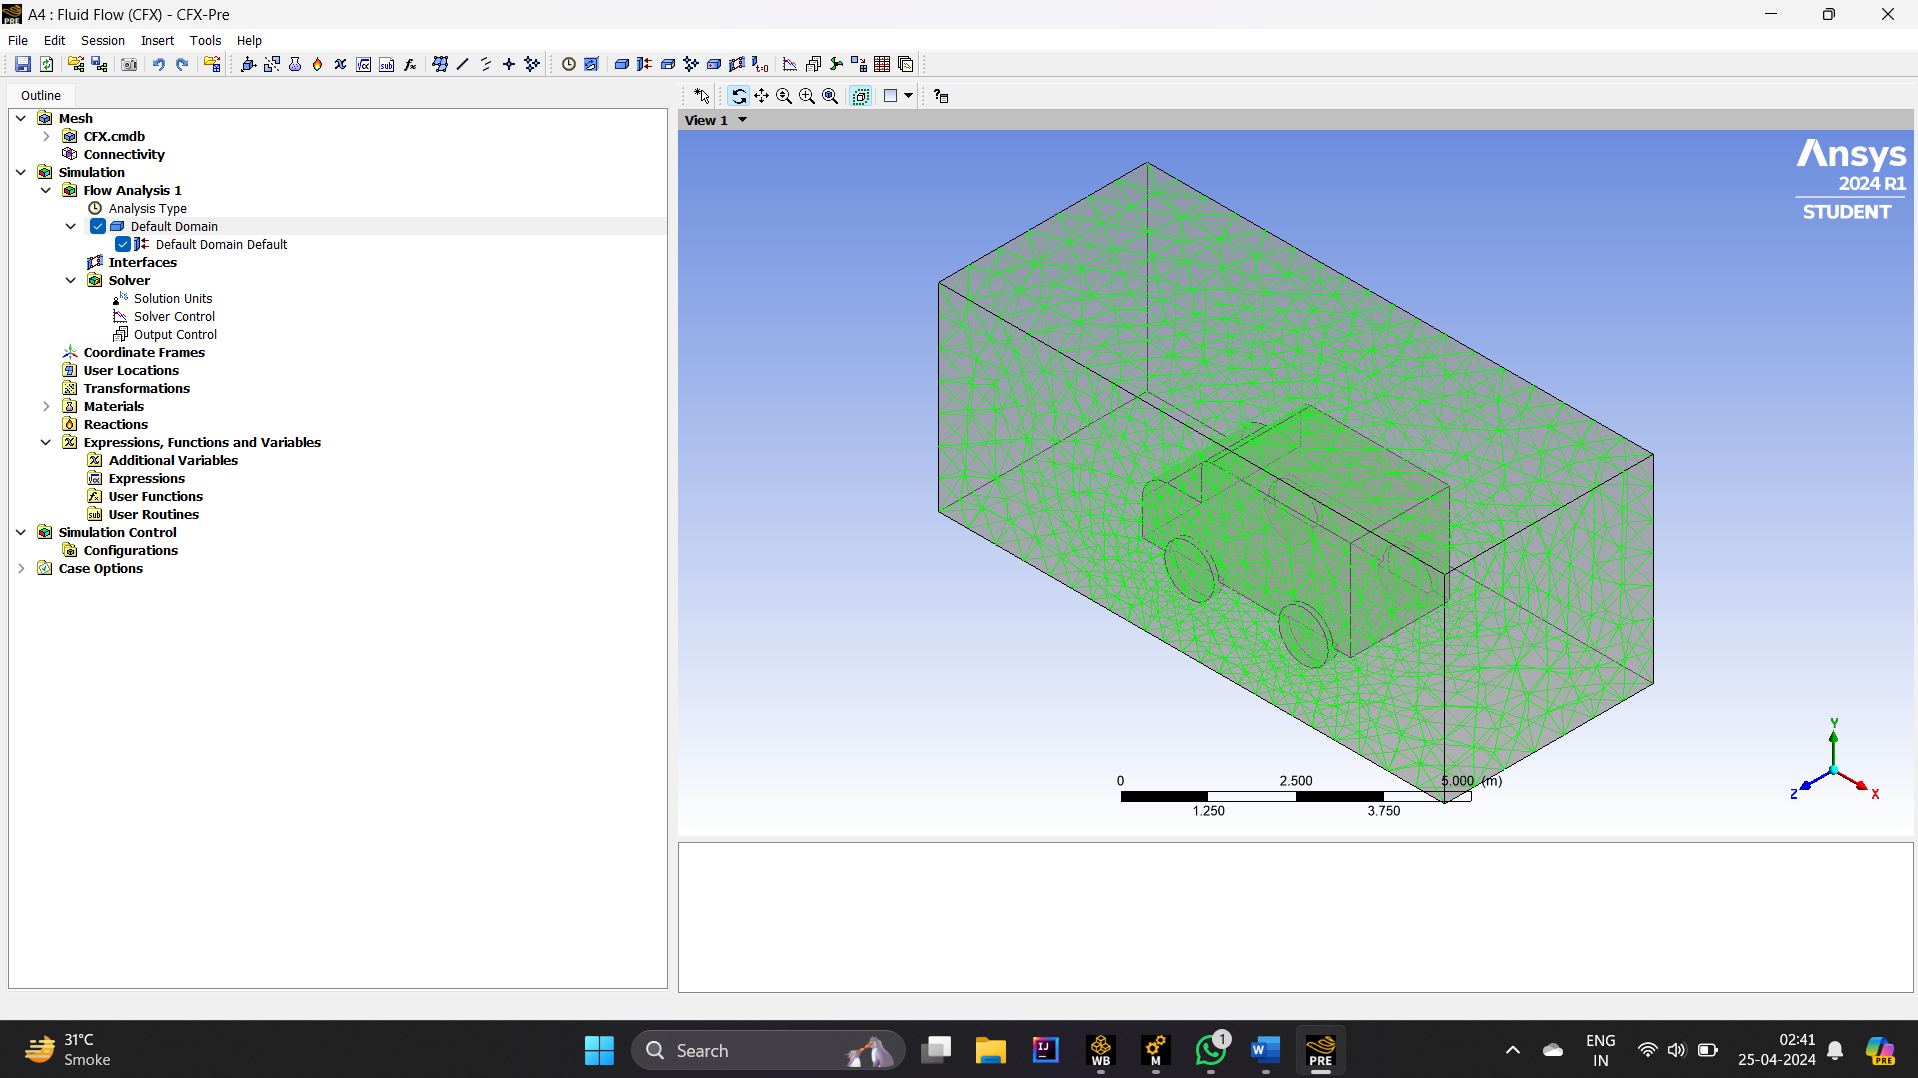 A4 : Fluid Flow (CFX) - CFX-Pre
File Edit Session Insert Tools Help
Outline
Mesh
CFX.cmdb
Connectivity
Simulation
Flow Analysis 1
Analysis Type
Default Domain
Default Domain Default
Interfaces
Solver
Solution Units
Solver Control
Output Control
Coordinate Frames
User Locations
Transformations
Materials
Reactions
Expressions, Functions and Variables
Additional Variables
Expressions
User Functions
User Routines
Simulation Control
Configurations
Case Options
View 1
Ansys
2024 R1
STUDENT
0 2.500 5.000 (m)
1.250 3.750
Y
Z X
31°C
Smoke
Search
IJ
WB
M
1
W
PRE
ENG
IN
02:41
25-04-2024
PRE